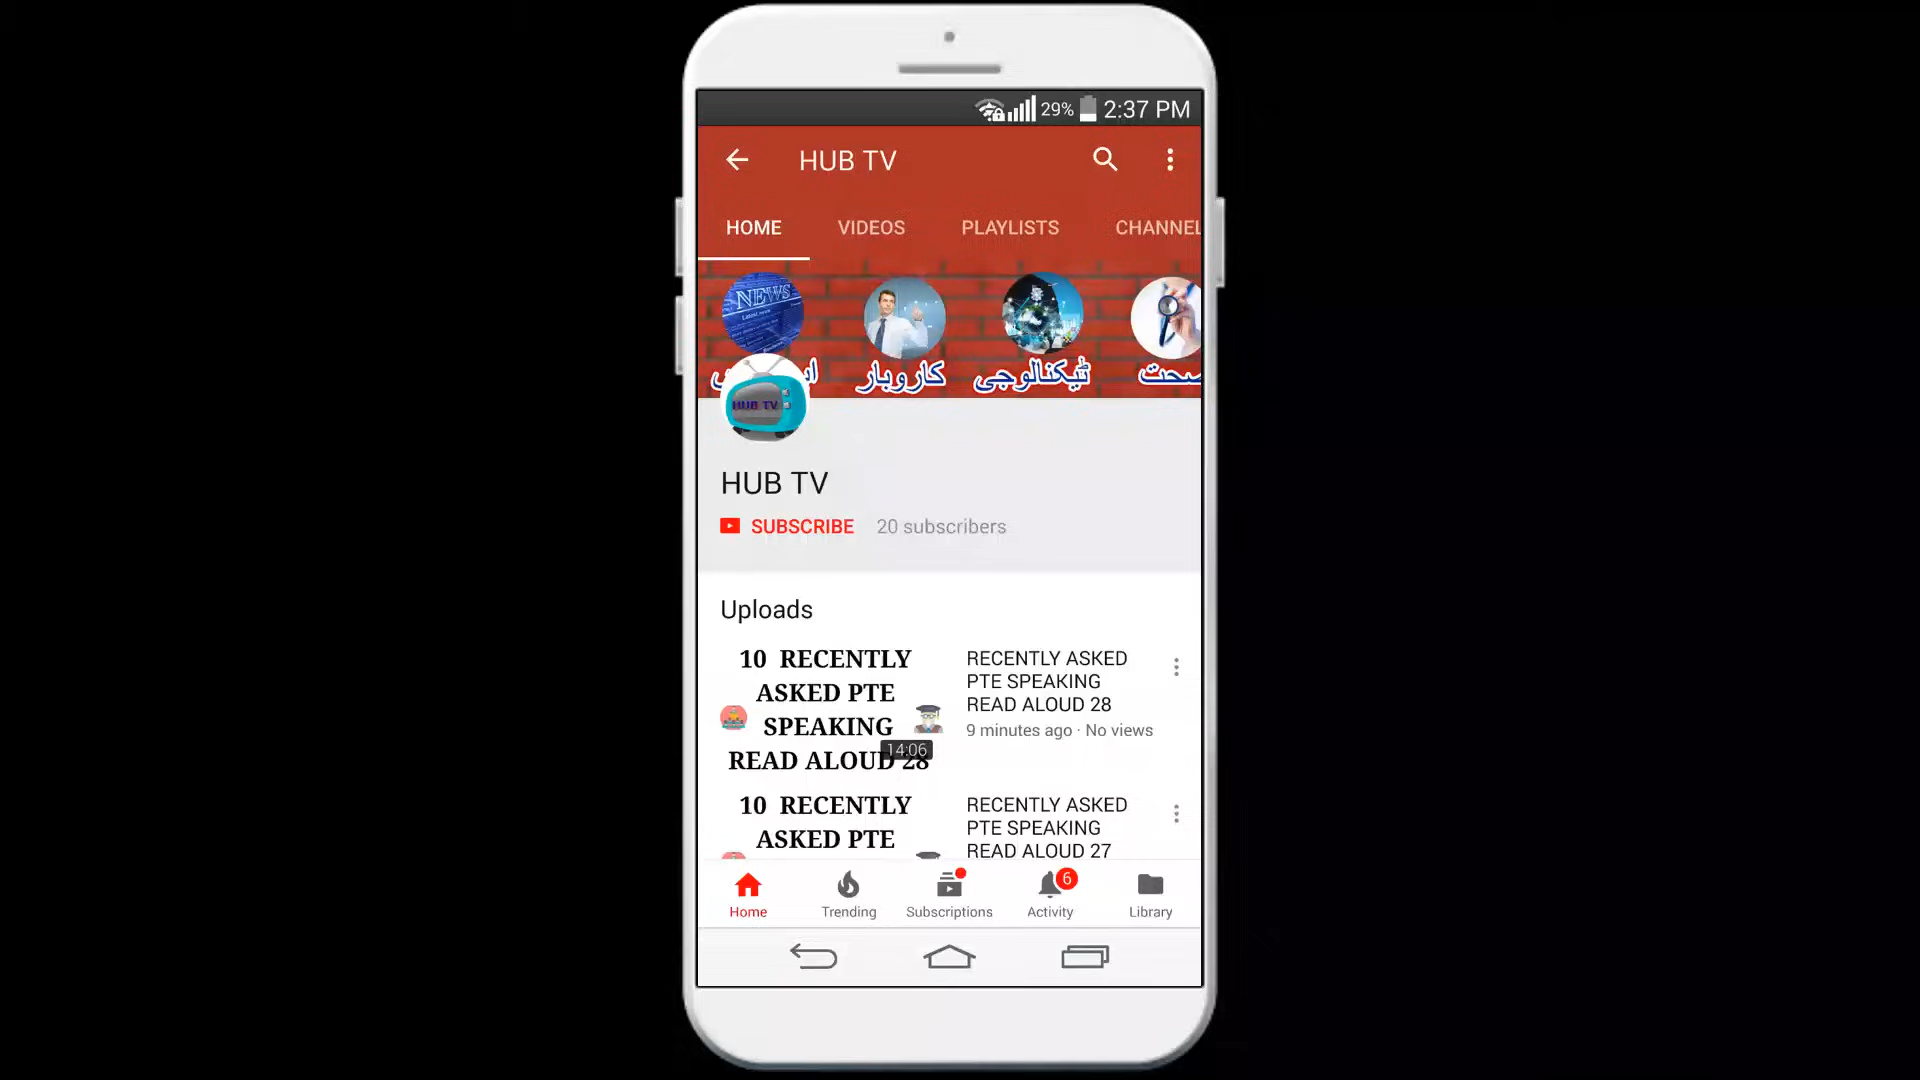 29% 2:37 PM
HUB TV
HOME VIDEOS PLAYLISTS CHANNEL
NEWS
کاروبار ٹیکنالوجی صحت
HUB TV
HUB TV
SUBSCRIBE 20 subscribers
Uploads
10 RECENTLY
ASKED PTE
SPEAKING
READ ALOUD 28
14:06
RECENTLY ASKED
PTE SPEAKING
READ ALOUD 28
9 minutes ago · No views
10 RECENTLY
ASKED PTE
RECENTLY ASKED
PTE SPEAKING
READ ALOUD 27
6
Home Trending Subscriptions Activity Library